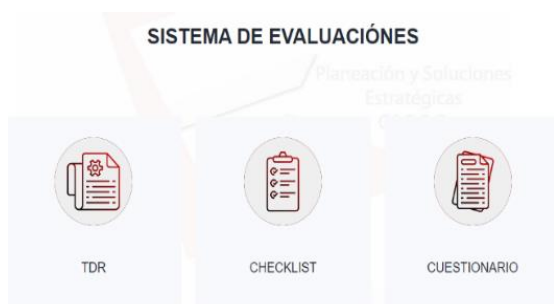 SISTEMA DE EVALUACIÓNES
Planeación y Soluciones
Estratégicas
TDR
CHECKLIST
CUESTIONARIO